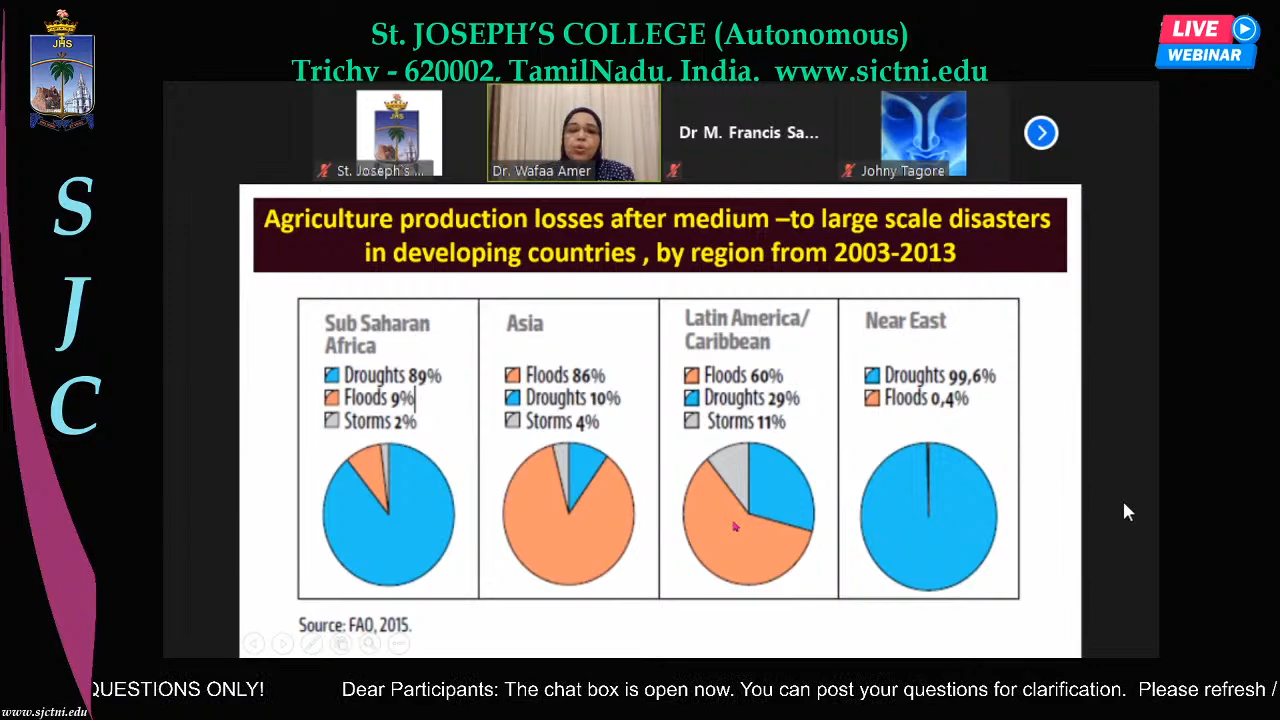 St. JOSEPH'S COLLEGE (Autonomous)
Trichy - 620002, TamilNadu, India. www.sjctni.edu
LIVE
WEBINAR
JHS
JHS
S
J
C
St. Joseph's ...
Dr. Wafaa Amer
Dr M. Francis Sa...
Johny Tagore
Agriculture production losses after medium –to large scale disasters
in developing countries , by region from 2003-2013
Sub Saharan
Africa
Droughts 89%
Floods 9%
Storms 2%
Asia
Floods 86%
Droughts 10%
Storms 4%
Latin America/
Caribbean
Floods 60%
Droughts 29%
Storms 11%
Near East
Droughts 99,6%
Floods 0,4%
Source: FAO, 2015.
QUESTIONS ONLY! Dear Participants: The chat box is open now. You can post your questions for clarification. Please refresh /
www.sjctni.edu